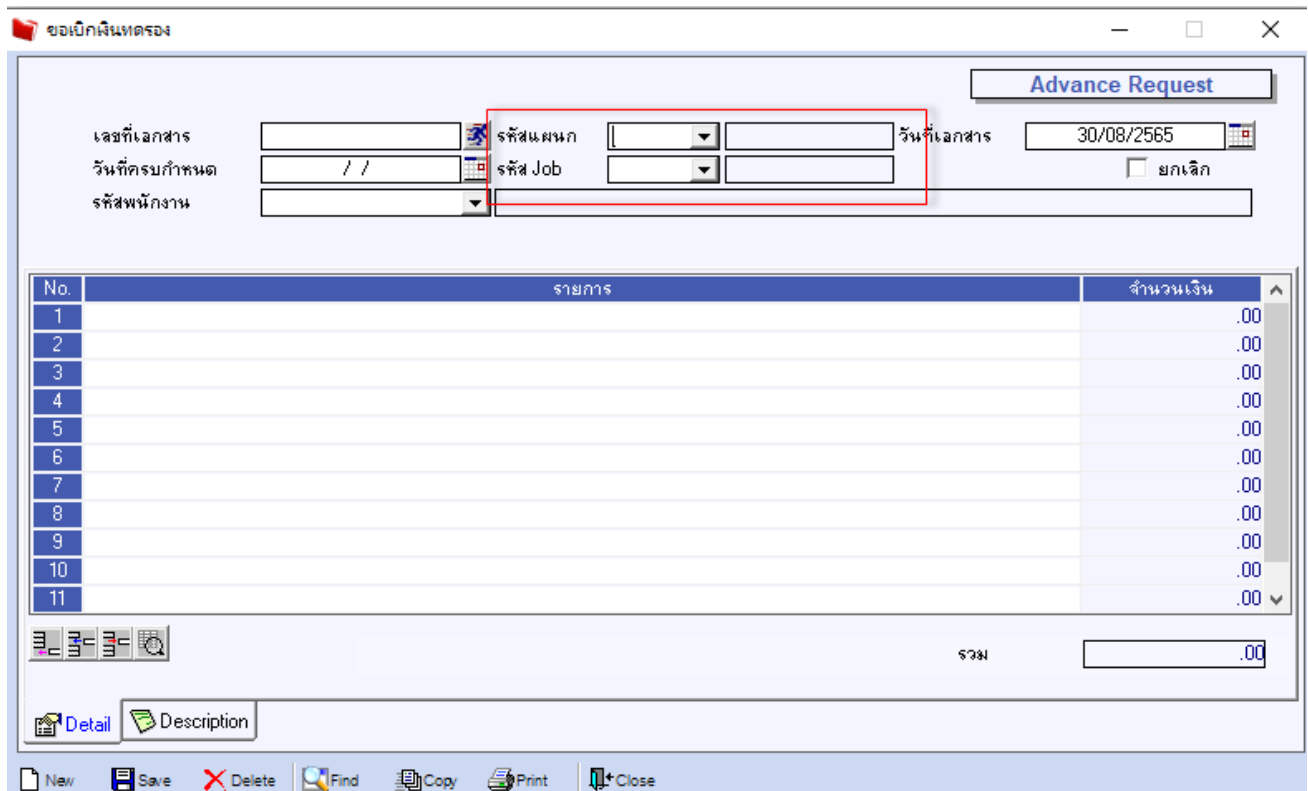 ขอเบิกเงินทดรอง
Advance Request
เลขที่เอกสาร รหัสแผนก วันที่เอกสาร 30/08/2565
วันที่ครบกำหนด / / รหัส Job ยกเลิก
รหัสพนักงาน
No. รายการ จำนวนเงิน
1 .00
2 .00
3 .00
4 .00
5 .00
6 .00
7 .00
8 .00
9 .00
10 .00
11 .00
รวม .00
Detail Description
New Save Delete Find Copy Print Close